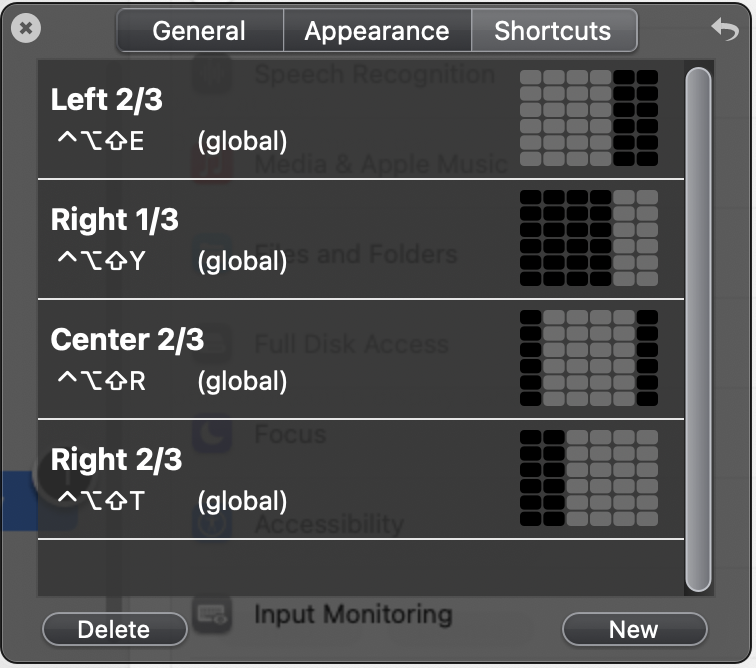 General
Appearance
Shortcuts
Speech Recognition
Left 2/3
^⌥⇧E (global)
Media & Apple Music
Right 1/3
^⌥⇧Y (global)
Files and Folders
Center 2/3
Full Disk Access
^⌥⇧R (global)
Focus
Right 2/3
^⌥⇧T (global)
Accessibility
Input Monitoring
Delete
New